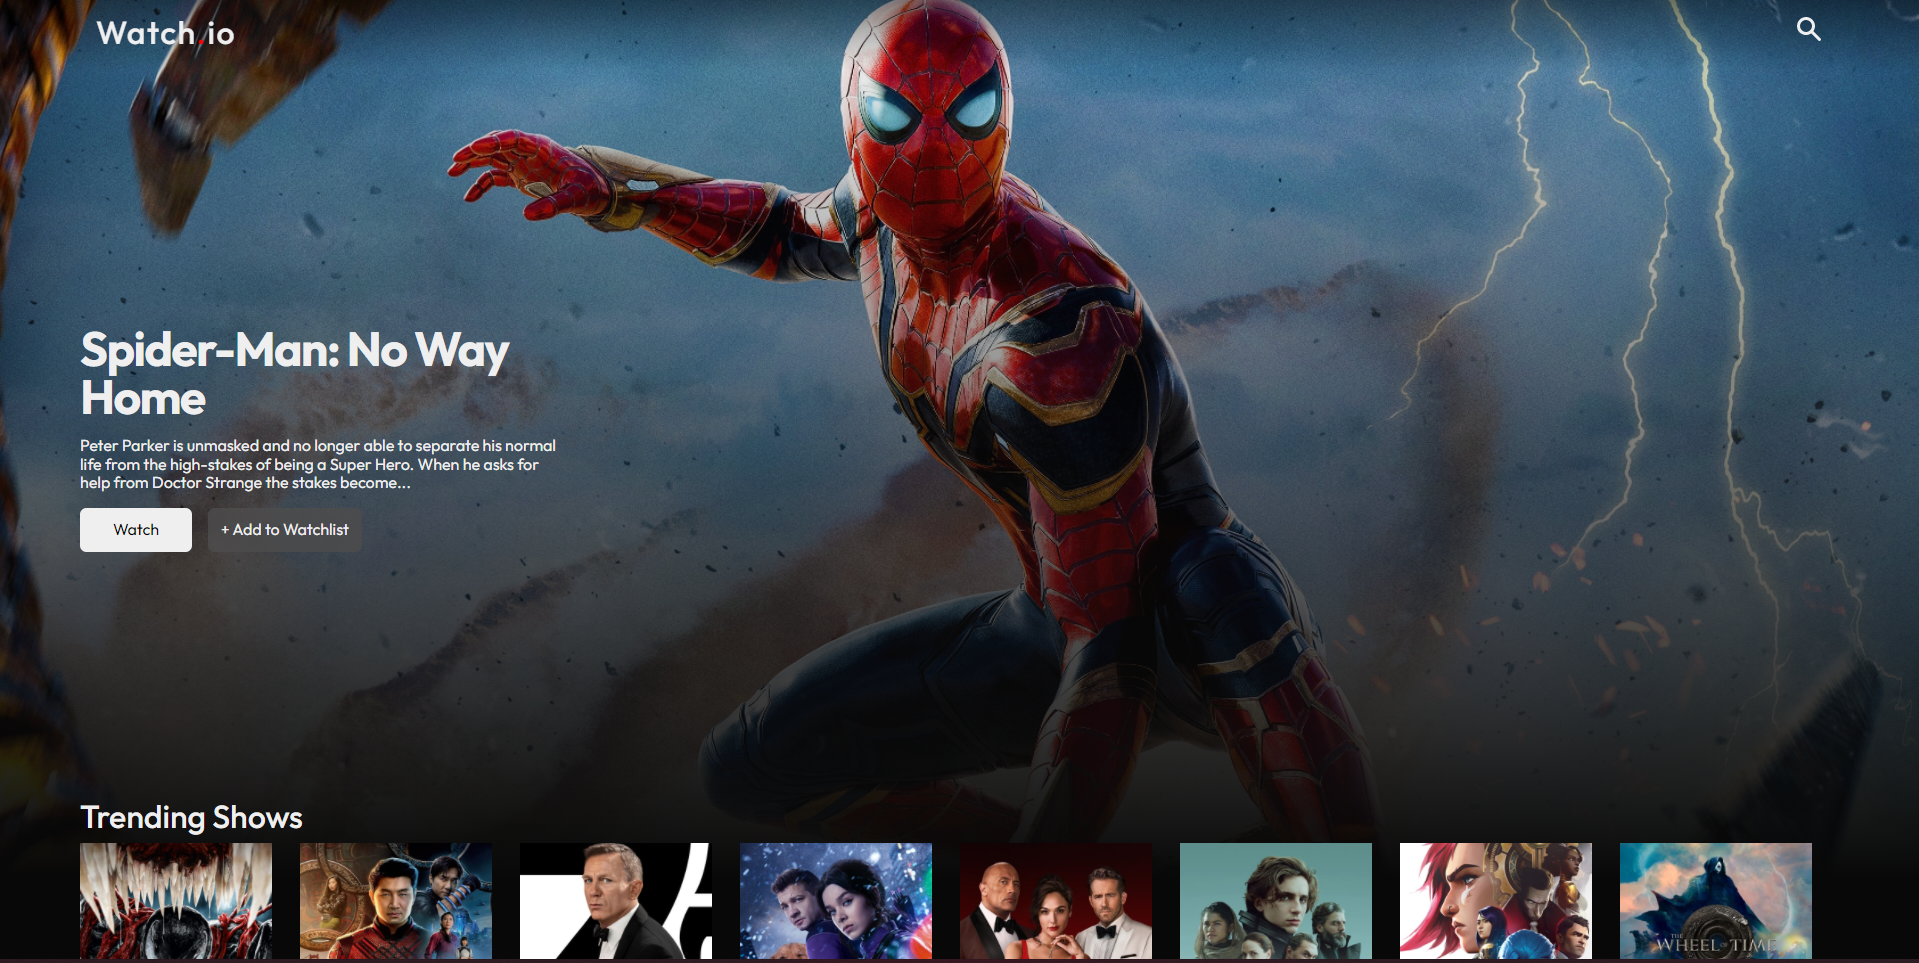 Watch.io
Spider-Man: No Way
Home
Peter Parker is unmasked and no longer able to separate his normal
life from the high-stakes of being a Super Hero. When he asks for
help from Doctor Strange the stakes become...
Watch
+ Add to Watchlist
Trending Shows
THE
WHEEL OF TIME